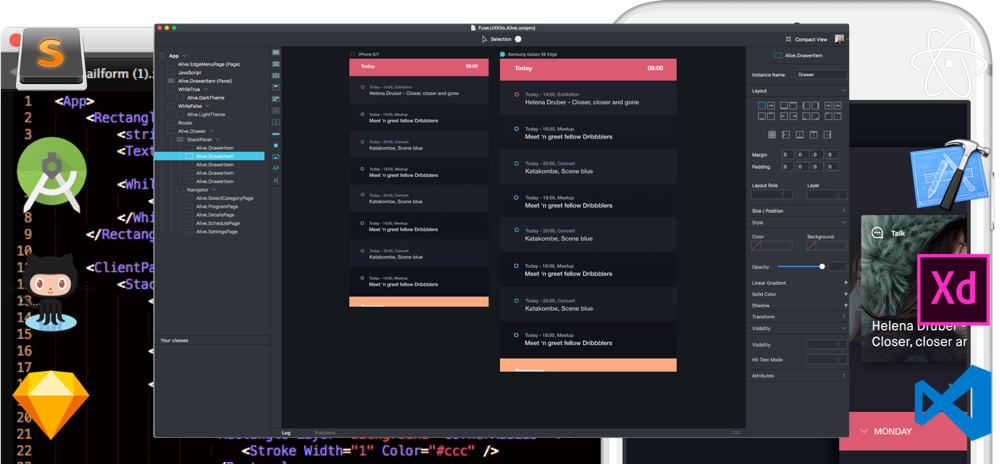 Fuse.UXKits.Alive.unoproj
Selection
Compact View
App
Alive.EdgeMenuPage (Page)
JavaScript
Alive.DrawerItem (Panel)
WhileTrue
Alive.DarkTheme
WhileFalse
Alive.LightTheme
Router
Alive.Drawer
StackPanel
Alive.DrawerItem
Alive.DrawerItem
Alive.DrawerItem
Alive.DrawerItem
Alive.DrawerItem
Navigator
Alive.SelectCategoryPage
Alive.ProgramPage
Alive.DetailsPage
Alive.SchedulePage
Alive.SettingsPage
Your classes
iPhone 6/7
Today 09:00
Today - 14:00, Exhibition
Helena Druber - Closer, closer and gone
Today - 16:00, Meetup
Meet 'n greet fellow Dribbblers
Today - 20:00, Concert
Katakombe, Scene blue
Today - 16:00, Meetup
Meet 'n greet fellow Dribbblers
Today - 20:00, Concert
Katakombe, Scene blue
Today - 16:00, Meetup
Meet 'n greet fellow Dribbblers
Today - 20:00, Concert
Katakombe, Scene blue
Today - 16:00, Meetup
Meet 'n greet fellow Dribbblers
Samsung Galaxy S6 Edge
Today 09:00
Today - 14:00, Exhibition
Helena Druber - Closer, closer and gone
Today - 16:00, Meetup
Meet 'n greet fellow Dribbblers
Today - 20:00, Concert
Katakombe, Scene blue
Today - 16:00, Meetup
Meet 'n greet fellow Dribbblers
Today - 20:00, Concert
Katakombe, Scene blue
Today - 16:00, Meetup
Meet 'n greet fellow Dribbblers
Today - 20:00, Concert
Katakombe, Scene blue
Today - 16:00, Meetup
Meet 'n greet fellow Dribbblers
Log Problems
Alive.DrawerItem
Instance Name Drawer
Layout
Margin 0 0 0 0
Padding 0 0 0 0
Layout Role Layer
Size / Position
Style
Color Background
Opacity
Linear Gradient
Solid Color
Shadow
Transform
Visibility
Visibility
Hit Test Mode
Attributes
S
ailform (1).
1 <App>
2 <Rectangl
3 <stri
4 <Text
<Whil
8
9 </Whi
10 </Rectang
<ClientPa
<Stac
16
21
22 <Stroke Width="1" Color="#ccc" />
Talk
Xd
Helena Druber -
Closer, closer ar
MONDAY